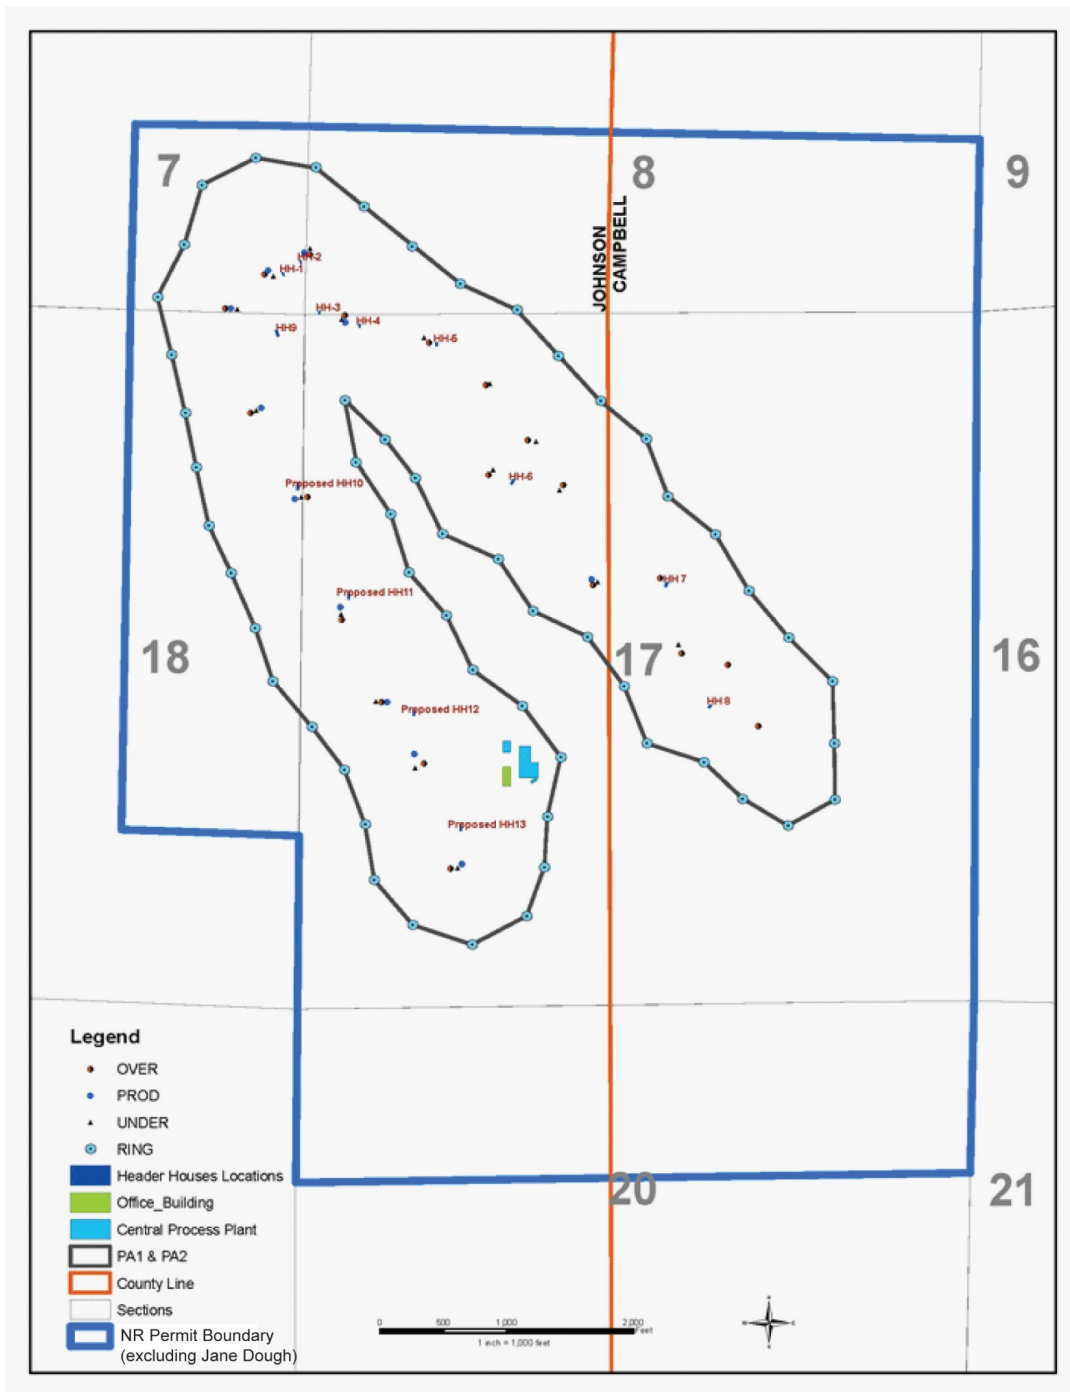 7
8
9
JOHNSON
CAMPBELL
HH-2
HH-1
HH-3
HH-4
HH9
HH-5
HH-6
Proposed HH10
HH 7
Proposed HH11
18
17
16
HH 8
Proposed HH12
Proposed HH13
Legend
OVER
PROD
UNDER
RING
Header Houses Locations
Office_Building
Central Process Plant
PA1 & PA2
County Line
Sections
NR Permit Boundary
(excluding Jane Dough)
20
21
0 500 1,000 2,000
Feet
1 inch = 1,000 feet
N
W E
S